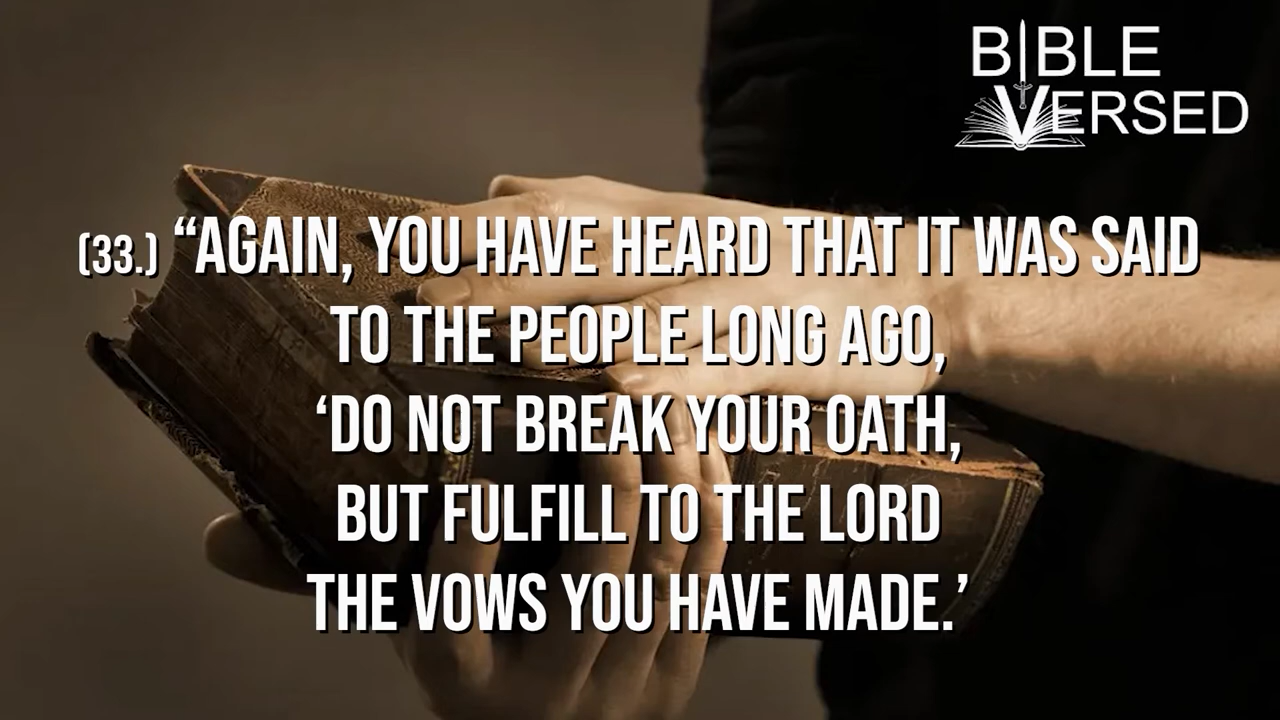 BIBLE
VERSED
(33.) “AGAIN, YOU HAVE HEARD THAT IT WAS SAID
TO THE PEOPLE LONG AGO,
‘DO NOT BREAK YOUR OATH,
BUT FULFILL TO THE LORD
THE VOWS YOU HAVE MADE.’